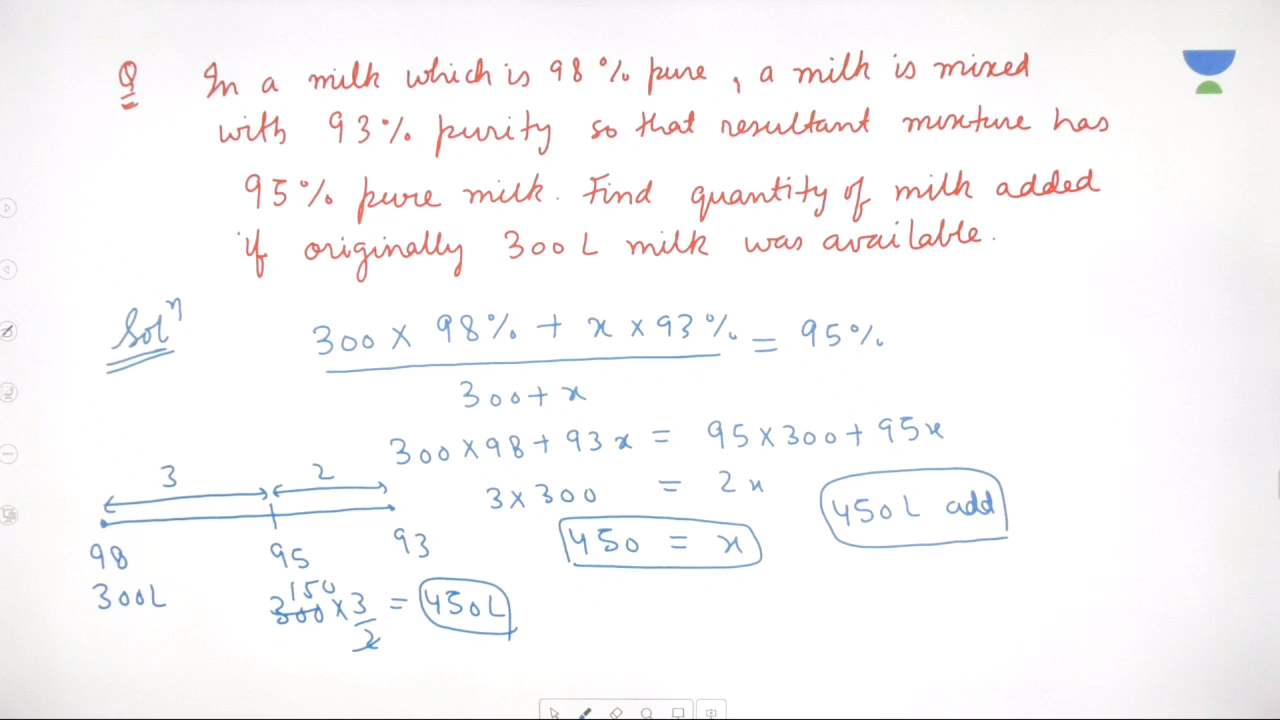 Q In a milk which is 98% pure, a milk is mixed
with 93% purity so that resultant mixture has
95% pure milk. Find quantity of milk added
if originally 300L milk was available.
Solⁿ
300 × 98% + x × 93% = 95%
300 + x
300 × 98 + 93x = 95 × 300 + 95x
3 × 300 = 2x
450 = x
450L add
3 2
98 95 93
300L
300 150 × 3/2 = 450L